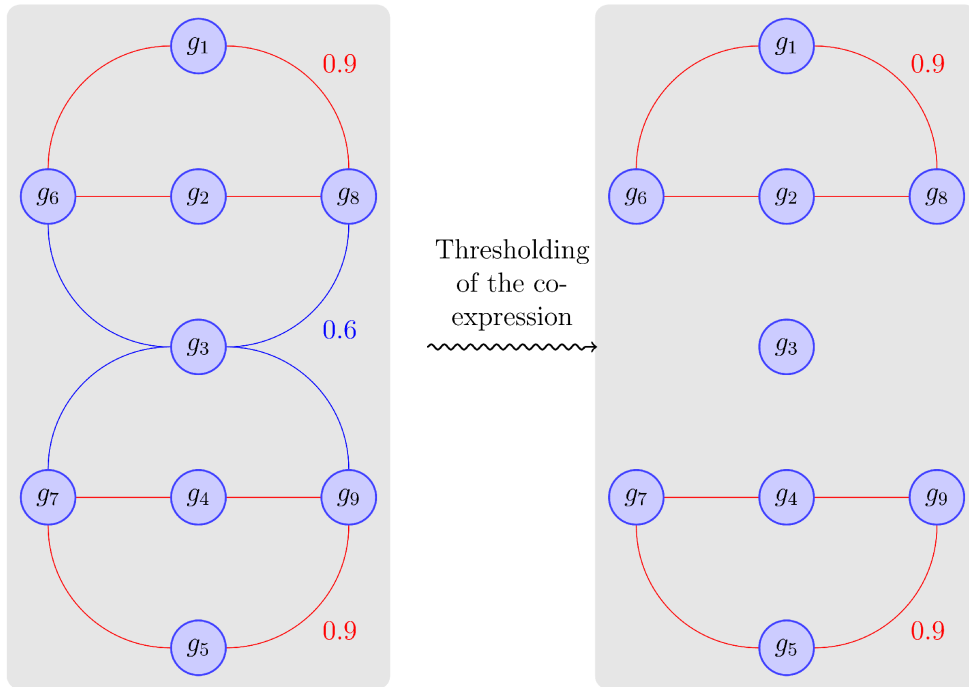 g1
0.9
g6 g2 g8
g3
0.6
g7 g4 g9
g5
0.9
Thresholding
of the co-
expression
g1
0.9
g6 g2 g8
g3
g7 g4 g9
g5
0.9